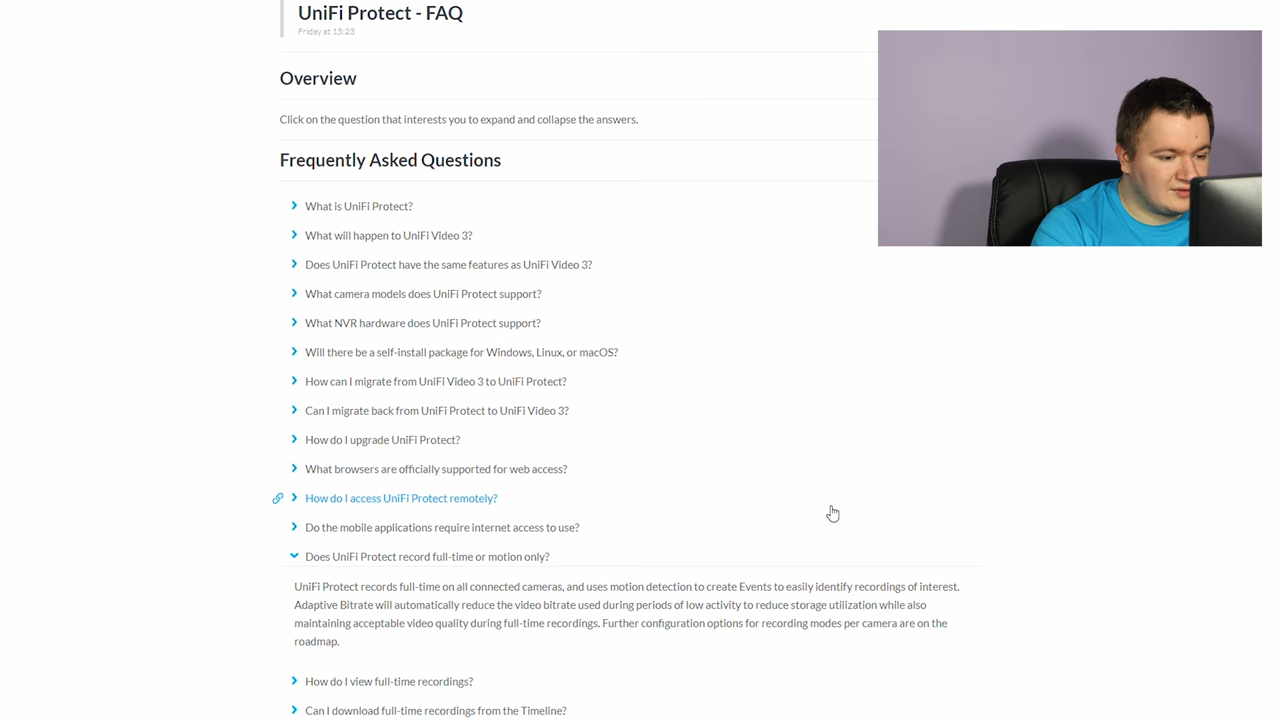 UniFi Protect - FAQ
Friday at 15:23
Overview
Click on the question that interests you to expand and collapse the answers.
Frequently Asked Questions
What is UniFi Protect?
What will happen to UniFi Video 3?
Does UniFi Protect have the same features as UniFi Video 3?
What camera models does UniFi Protect support?
What NVR hardware does UniFi Protect support?
Will there be a self-install package for Windows, Linux, or macOS?
How can I migrate from UniFi Video 3 to UniFi Protect?
Can I migrate back from UniFi Protect to UniFi Video 3?
How do I upgrade UniFi Protect?
What browsers are officially supported for web access?
How do I access UniFi Protect remotely?
Do the mobile applications require internet access to use?
Does UniFi Protect record full-time or motion only?
UniFi Protect records full-time on all connected cameras, and uses motion detection to create Events to easily identify recordings of interest.
Adaptive Bitrate will automatically reduce the video bitrate used during periods of low activity to reduce storage utilization while also
maintaining acceptable video quality during full-time recordings. Further configuration options for recording modes per camera are on the
roadmap.
How do I view full-time recordings?
Can I download full-time recordings from the Timeline?